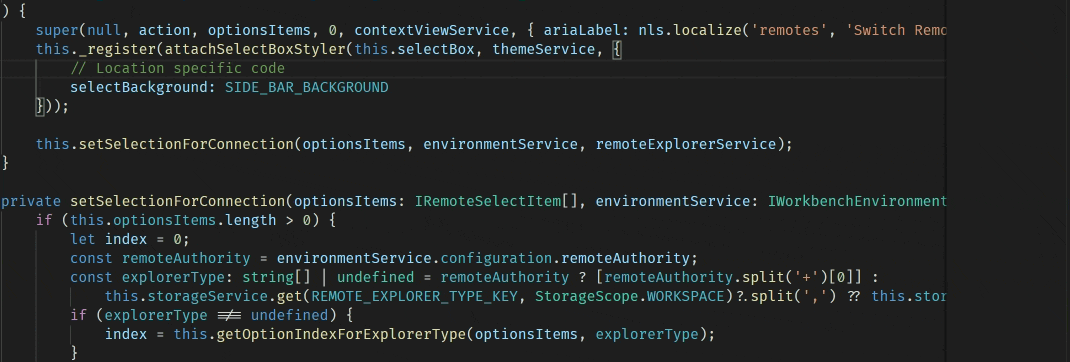 ) {
super(null, action, optionsItems, 0, contextViewService, { ariaLabel: nls.localize('remotes', 'Switch Remo
this._register(attachSelectBoxStyler(this.selectBox, themeService, {
// Location specific code
selectBackground: SIDE_BAR_BACKGROUND
}));
this.setSelectionForConnection(optionsItems, environmentService, remoteExplorerService);
}
private setSelectionForConnection(optionsItems: IRemoteSelectItem[], environmentService: IWorkbenchEnvironment
if (this.optionsItems.length > 0) {
let index = 0;
const remoteAuthority = environmentService.configuration.remoteAuthority;
const explorerType: string[] | undefined = remoteAuthority ? [remoteAuthority.split('+')[0]] :
this.storageService.get(REMOTE_EXPLORER_TYPE_KEY, StorageScope.WORKSPACE)?.split(',') ?? this.stor
if (explorerType !== undefined) {
index = this.getOptionIndexForExplorerType(optionsItems, explorerType);
}